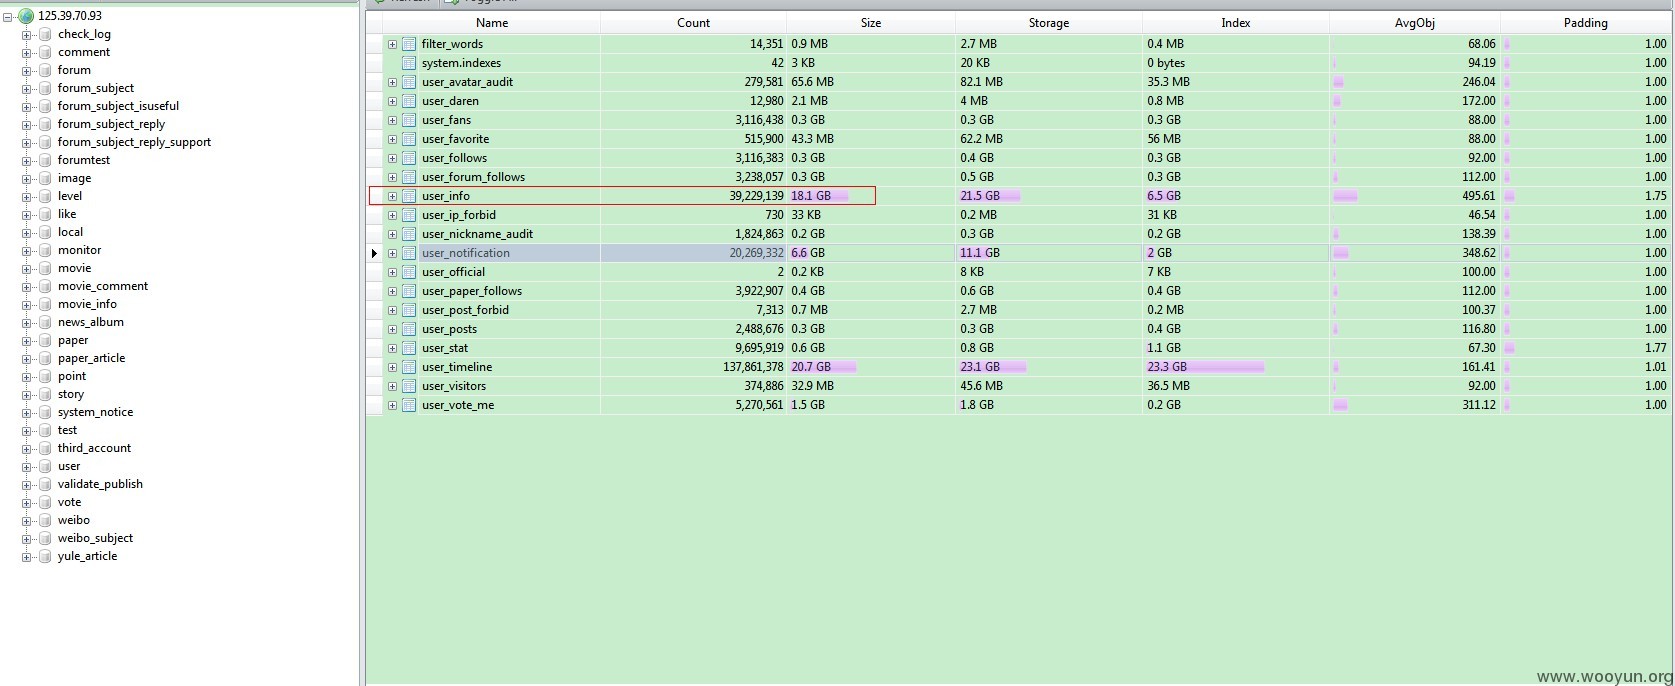 125.39.70.93
check_log
comment
forum
forum_subject
forum_subject_isuseful
forum_subject_reply
forum_subject_reply_support
forumtest
image
level
like
local
monitor
movie
movie_comment
movie_info
news_album
paper
paper_article
point
story
system_notice
test
third_account
user
validate_publish
vote
weibo
weibo_subject
yule_article
Name Count Size Storage Index AvgObj Padding
filter_words 14,351 0.9 MB 2.7 MB 0.4 MB 68.06 1.00
system.indexes 42 3 KB 20 KB 0 bytes 94.19 1.00
user_avatar_audit 279,581 65.6 MB 82.1 MB 35.3 MB 246.04 1.00
user_daren 12,980 2.1 MB 4 MB 0.8 MB 172.00 1.00
user_fans 3,116,438 0.3 GB 0.3 GB 0.3 GB 88.00 1.00
user_favorite 515,900 43.3 MB 62.2 MB 56 MB 88.00 1.00
user_follows 3,116,383 0.3 GB 0.4 GB 0.3 GB 92.00 1.00
user_forum_follows 3,238,057 0.3 GB 0.5 GB 0.3 GB 112.00 1.00
user_info 39,229,139 18.1 GB 21.5 GB 6.5 GB 495.61 1.75
user_ip_forbid 730 33 KB 0.2 MB 31 KB 46.54 1.00
user_nickname_audit 1,824,863 0.2 GB 0.3 GB 0.2 GB 138.39 1.00
user_notification 20,269,332 6.6 GB 11.1 GB 2 GB 348.62 1.00
user_official 2 0.2 KB 8 KB 7 KB 100.00 1.00
user_paper_follows 3,922,907 0.4 GB 0.6 GB 0.4 GB 112.00 1.00
user_post_forbid 7,313 0.7 MB 2.7 MB 0.2 MB 100.37 1.00
user_posts 2,488,676 0.3 GB 0.3 GB 0.4 GB 116.80 1.00
user_stat 9,695,919 0.6 GB 0.8 GB 1.1 GB 67.30 1.77
user_timeline 137,861,378 20.7 GB 23.1 GB 23.3 GB 161.41 1.01
user_visitors 374,886 32.9 MB 45.6 MB 36.5 MB 92.00 1.00
user_vote_me 5,270,561 1.5 GB 1.8 GB 0.2 GB 311.12 1.00
www.wooyun.org